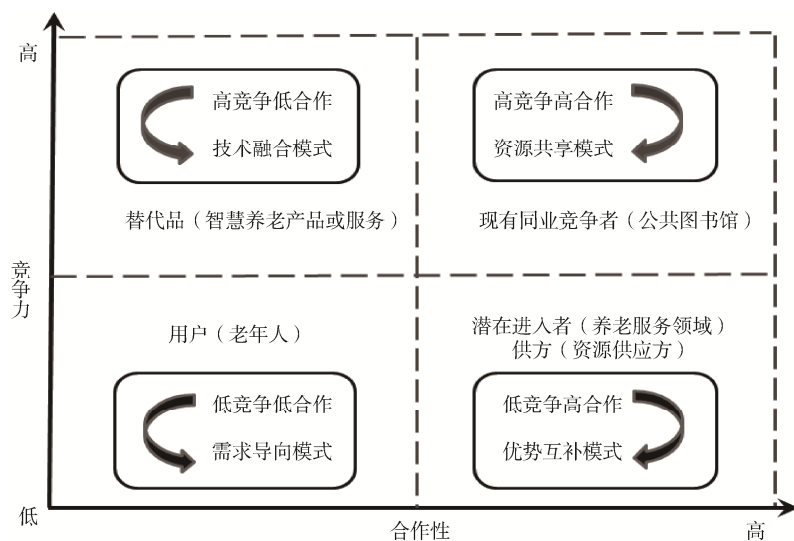 高
高竞争低合作
技术融合模式
替代品（智慧养老产品或服务）
高竞争高合作
资源共享模式
现有同业竞争者（公共图书馆）
竞争力
用户（老年人）
低竞争低合作
需求导向模式
潜在进入者（养老服务领域）
供方（资源供应方）
低竞争高合作
优势互补模式
低
合作性
高